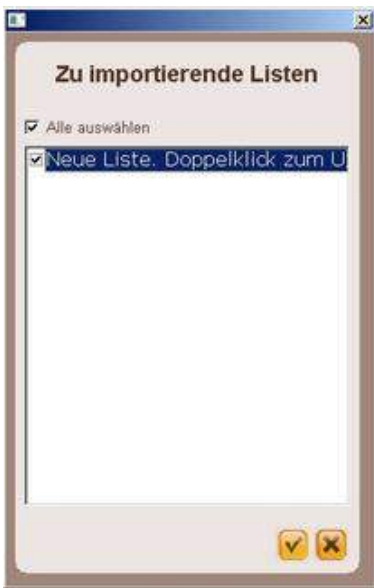 Zu importierende Listen
Alle auswählen
Neue Liste. Doppelklick zum U